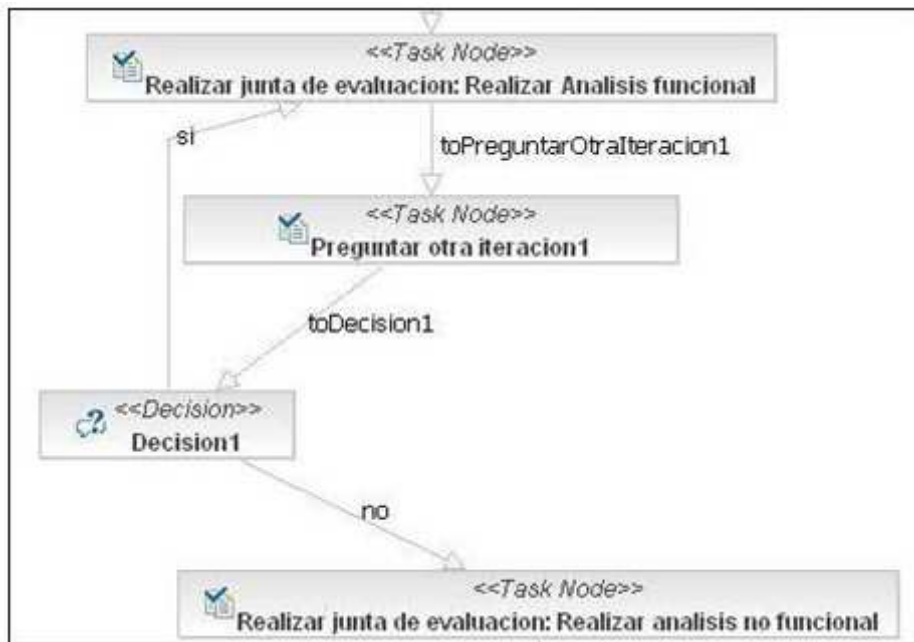 <<Task Node>>
Realizar junta de evaluacion: Realizar Analisis funcional
si
toPreguntarOtraIteracion1
<<Task Node>>
Preguntar otra iteracion1
toDecision1
<<Decision>>
Decision1
no
<<Task Node>>
Realizar junta de evaluacion: Realizar analisis no funcional